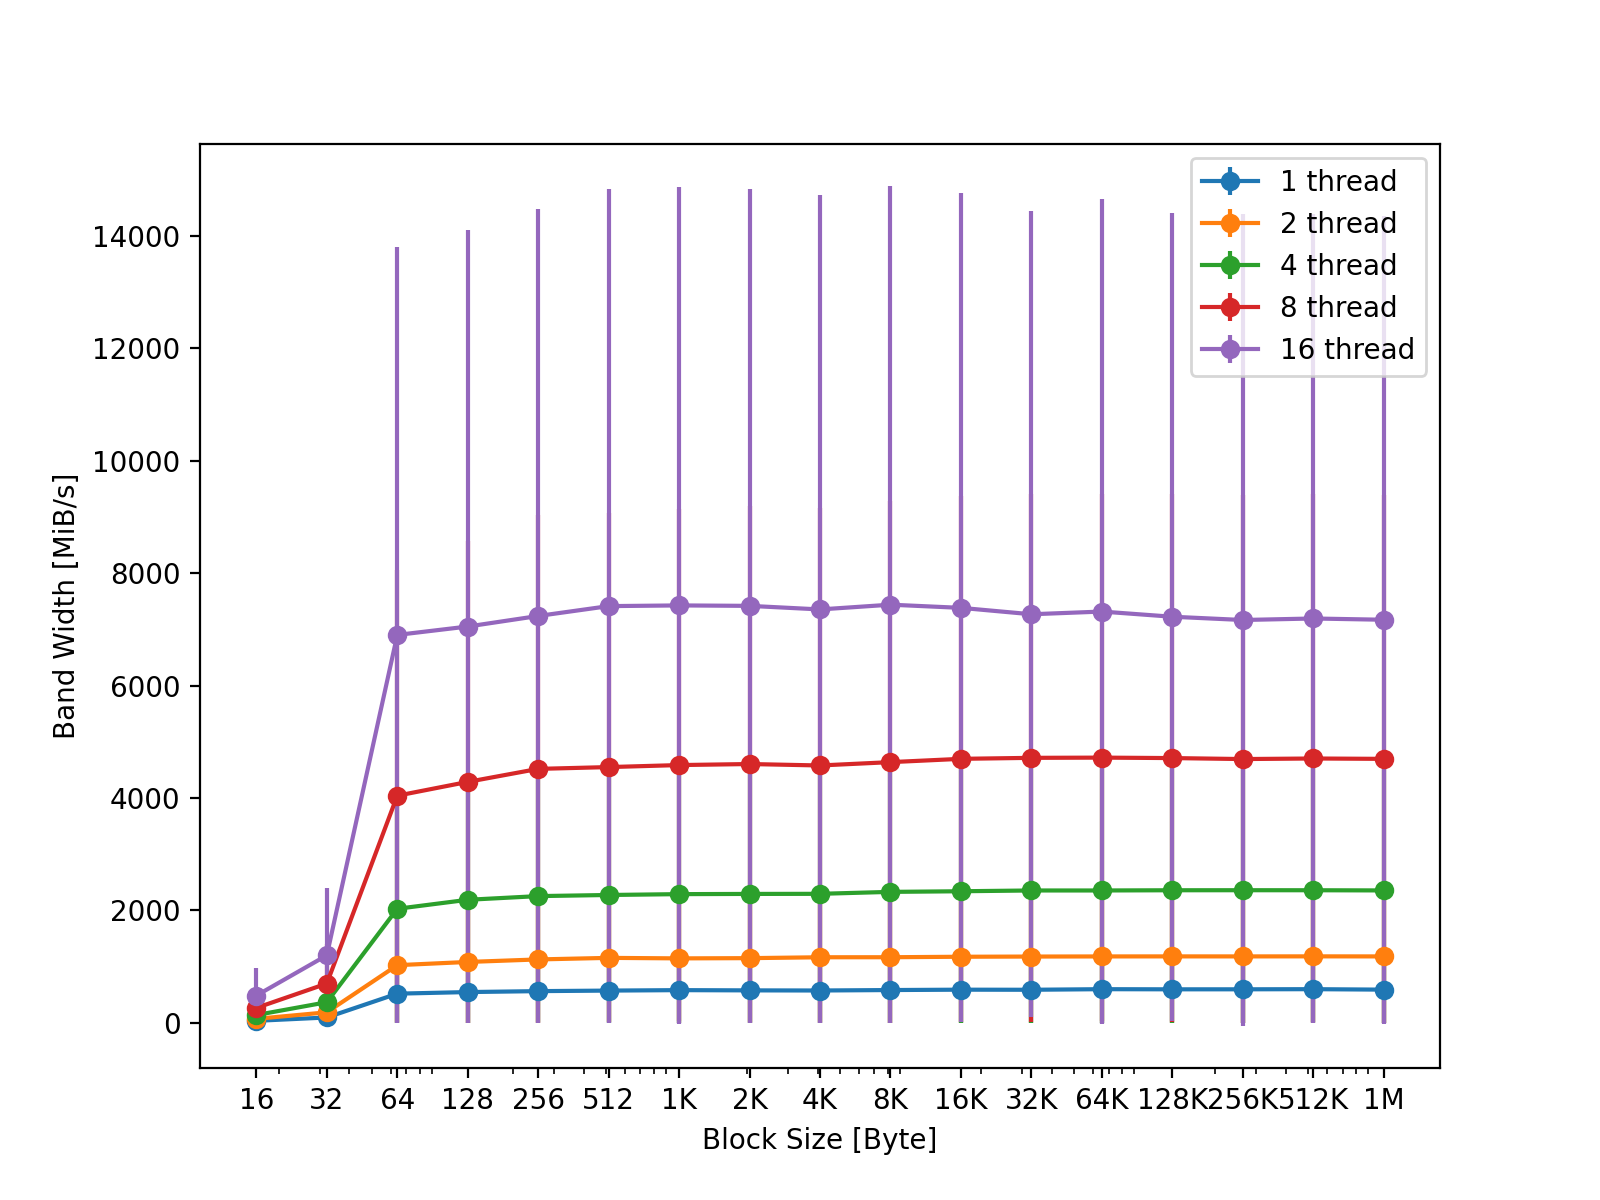 1 thread
2 thread
4 thread
8 thread
16 thread
14000
12000
10000
8000
6000
4000
2000
0
Band Width [MiB/s]
16 32 64 128 256 512 1K 2K 4K 8K 16K 32K 64K 128K 256K 512K 1M
Block Size [Byte]